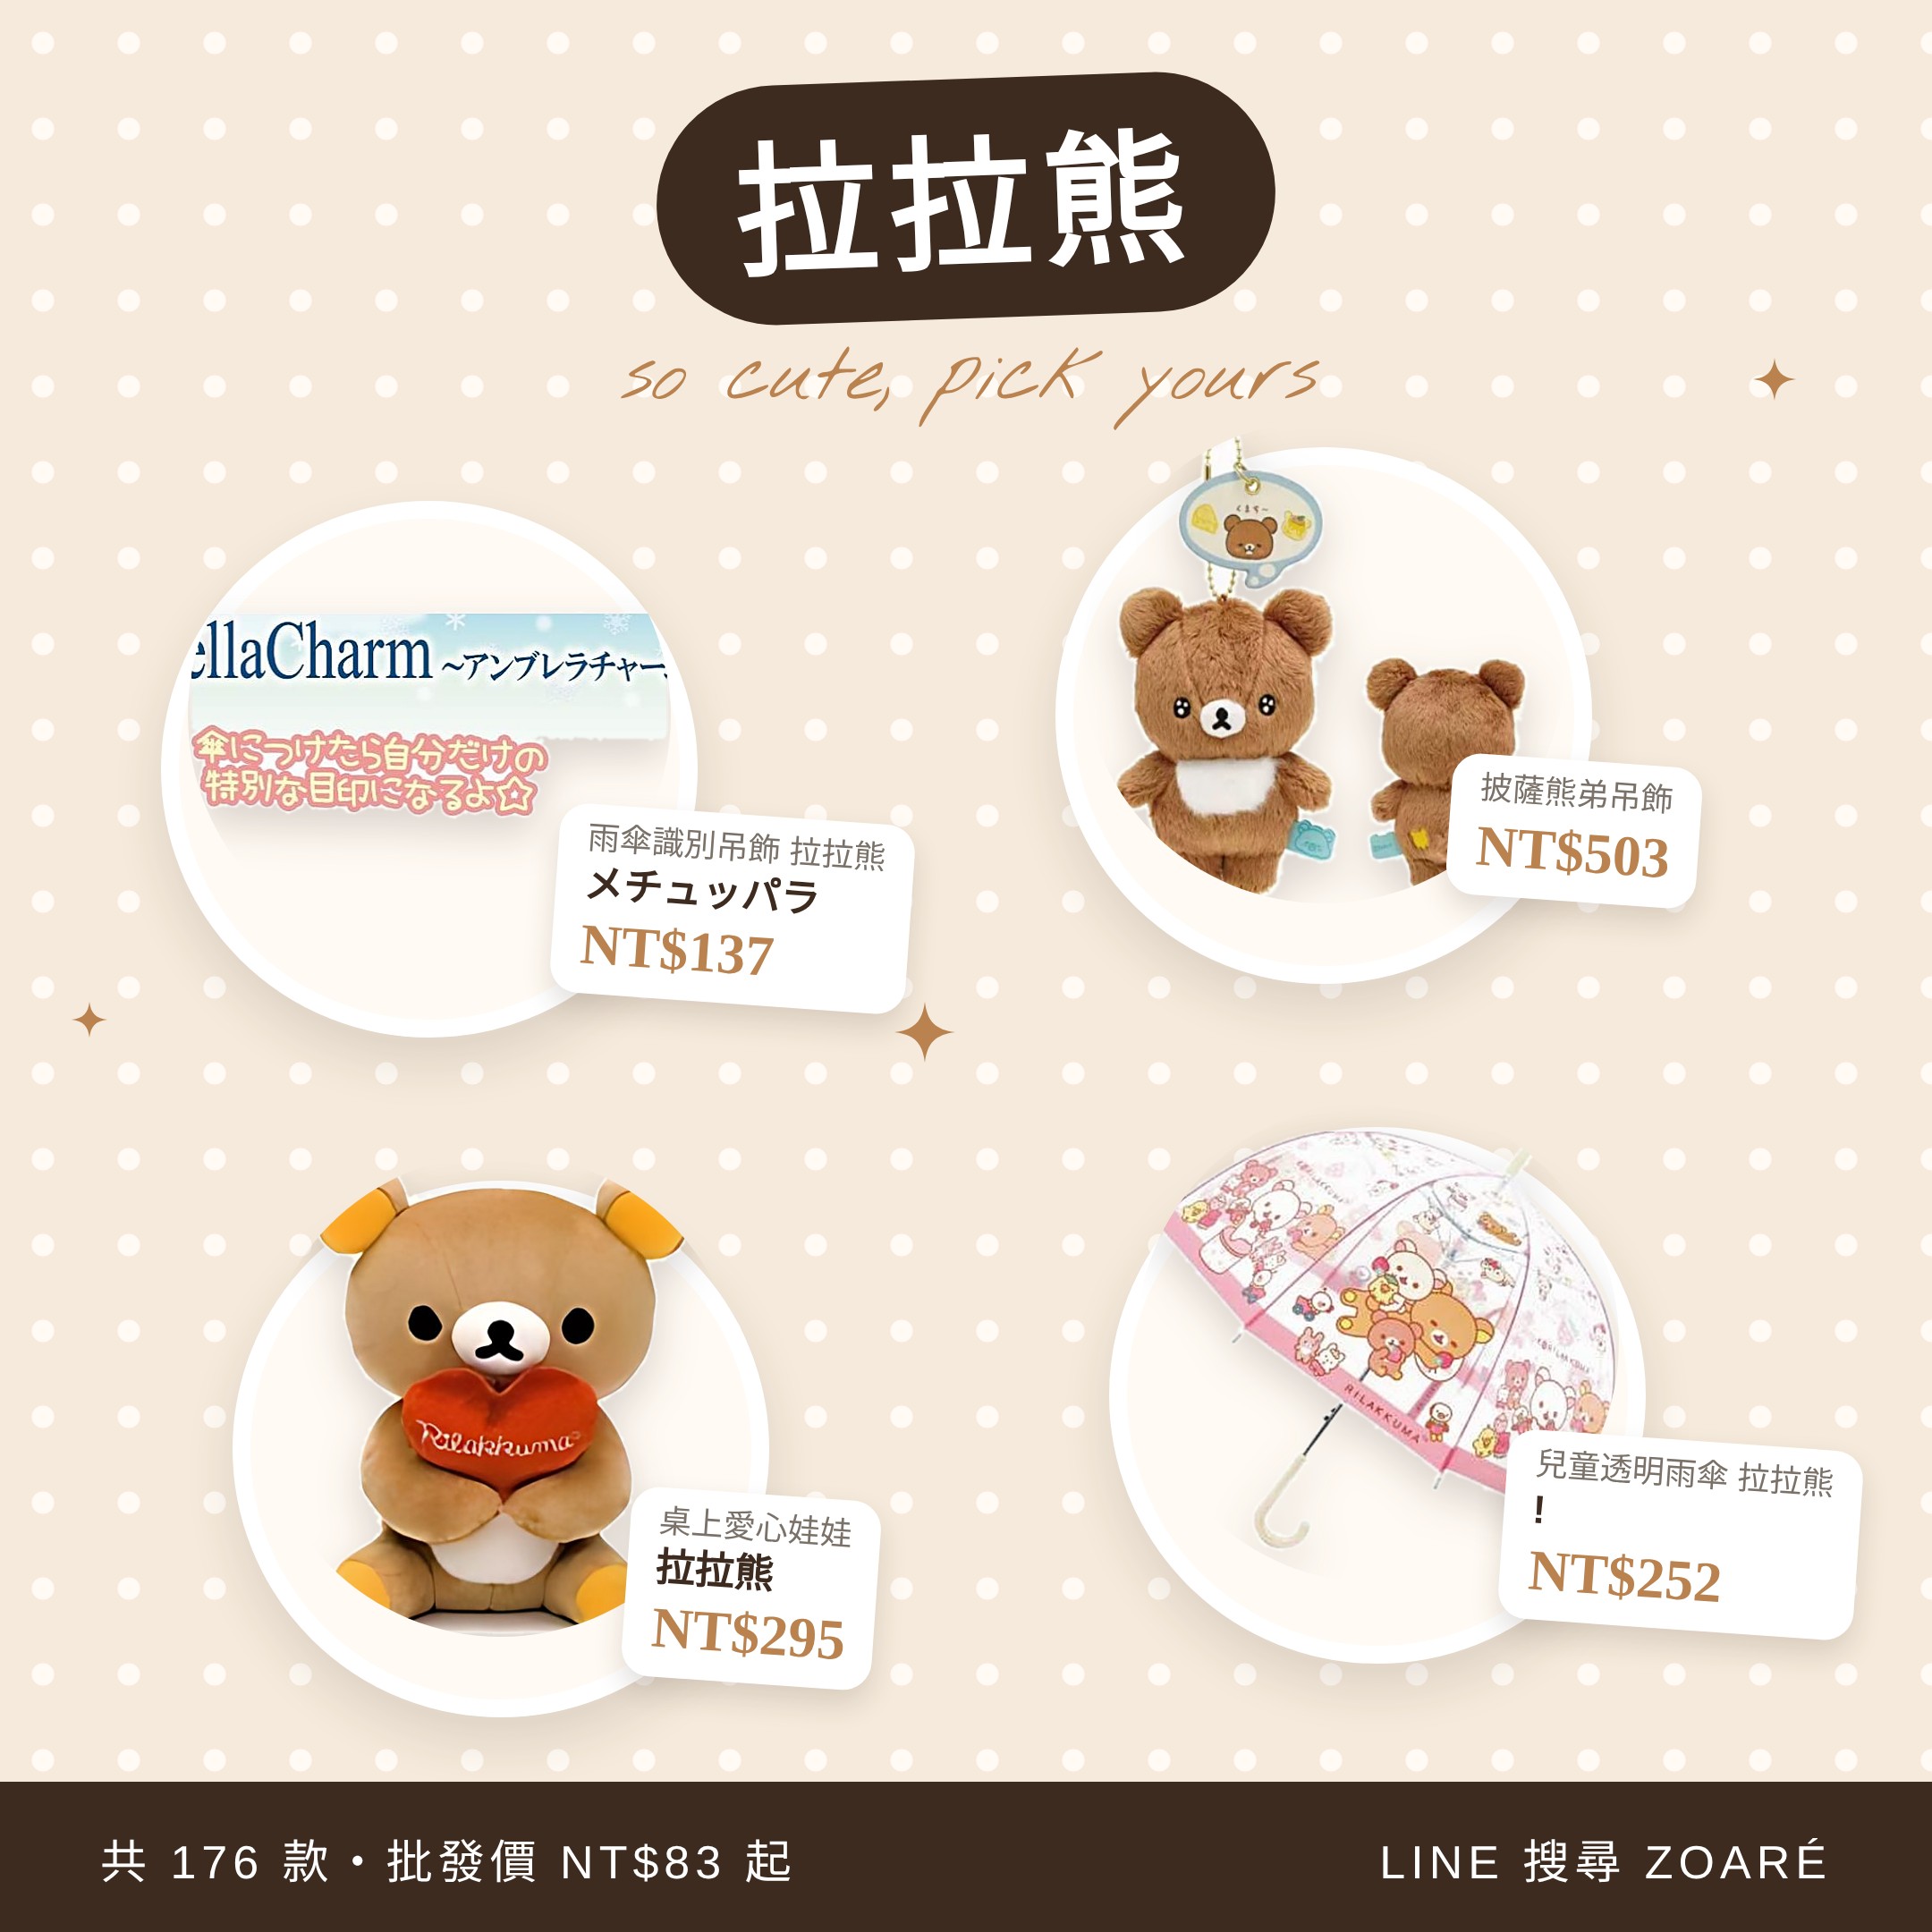 拉拉熊
so cute, pick yours
ellaCharm ~アンブレラチャー
傘につけたら自分だけの
特別な目印になるよ☆
雨傘識別吊飾 拉拉熊
メチュッパラ
NT$137
くまち~
披薩熊弟吊飾
NT$503
Rilakkuma
桌上愛心娃娃
拉拉熊
NT$295
RILAKKUMA
兒童透明雨傘 拉拉熊
!
NT$252
共 176 款・批發價 NT$83 起
LINE 搜尋 ZOARÉ